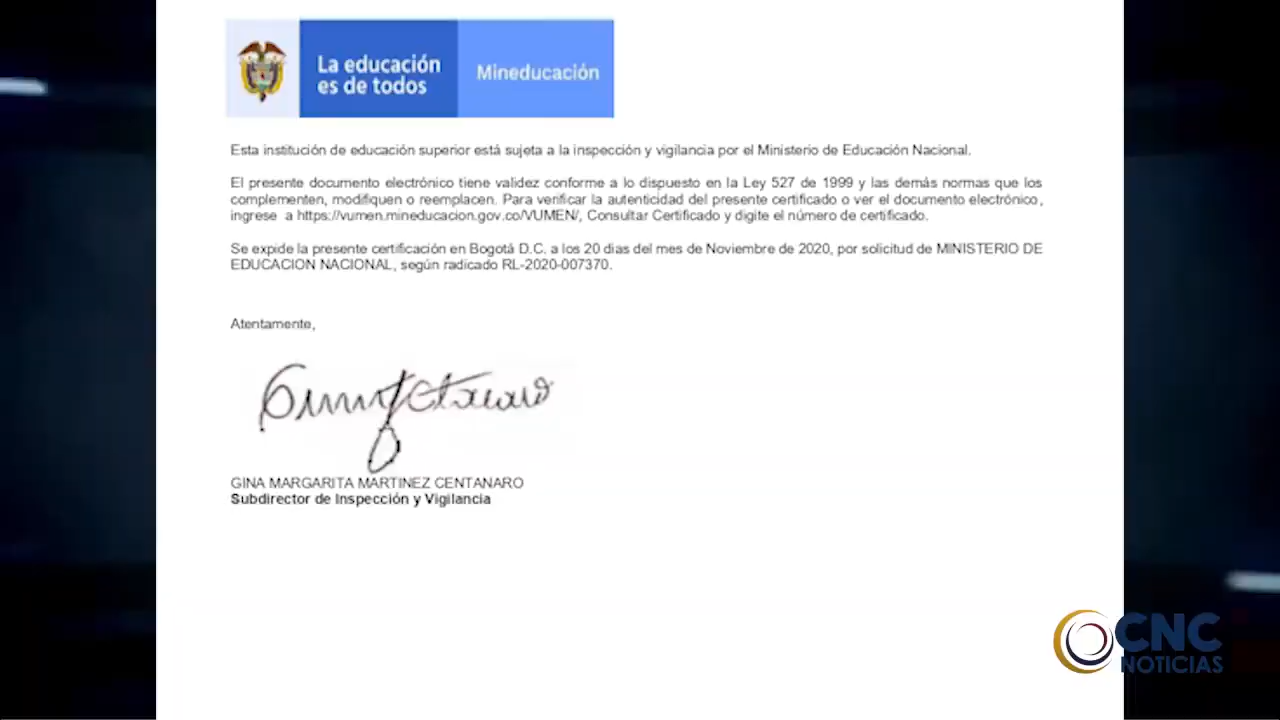 La educación
es de todos
Mineducación
Esta institución de educación superior está sujeta a la inspección y vigilancia por el Ministerio de Educación Nacional.
El presente documento electrónico tiene validez conforme a lo dispuesto en la Ley 527 de 1999 y las demás normas que los
complementen, modifiquen o reemplacen. Para verificar la autenticidad del presente certificado o ver el documento electrónico,
ingrese a https://vumen.mineducacion.gov.co/VUMEN/, Consultar Certificado y digite el número de certificado.
Se expide la presente certificación en Bogotá D.C. a los 20 dias del mes de Noviembre de 2020, por solicitud de MINISTERIO DE
EDUCACION NACIONAL, según radicado RL-2020-007370.
Atentamente,
GINA MARGARITA MARTINEZ CENTANARO
Subdirector de Inspección y Vigilancia
CNC
NOTICIAS